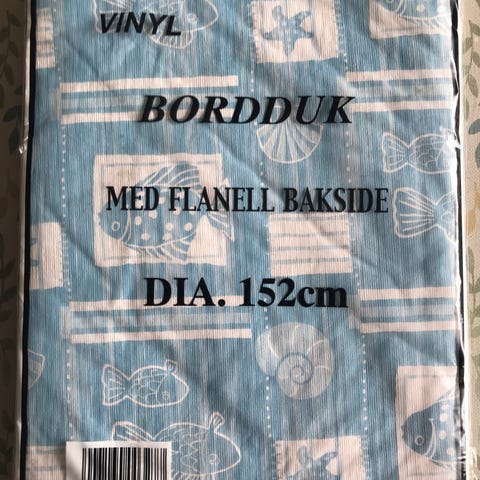 VINYL
BORDDUK
MED FLANELL BAKSIDE
DIA. 152cm